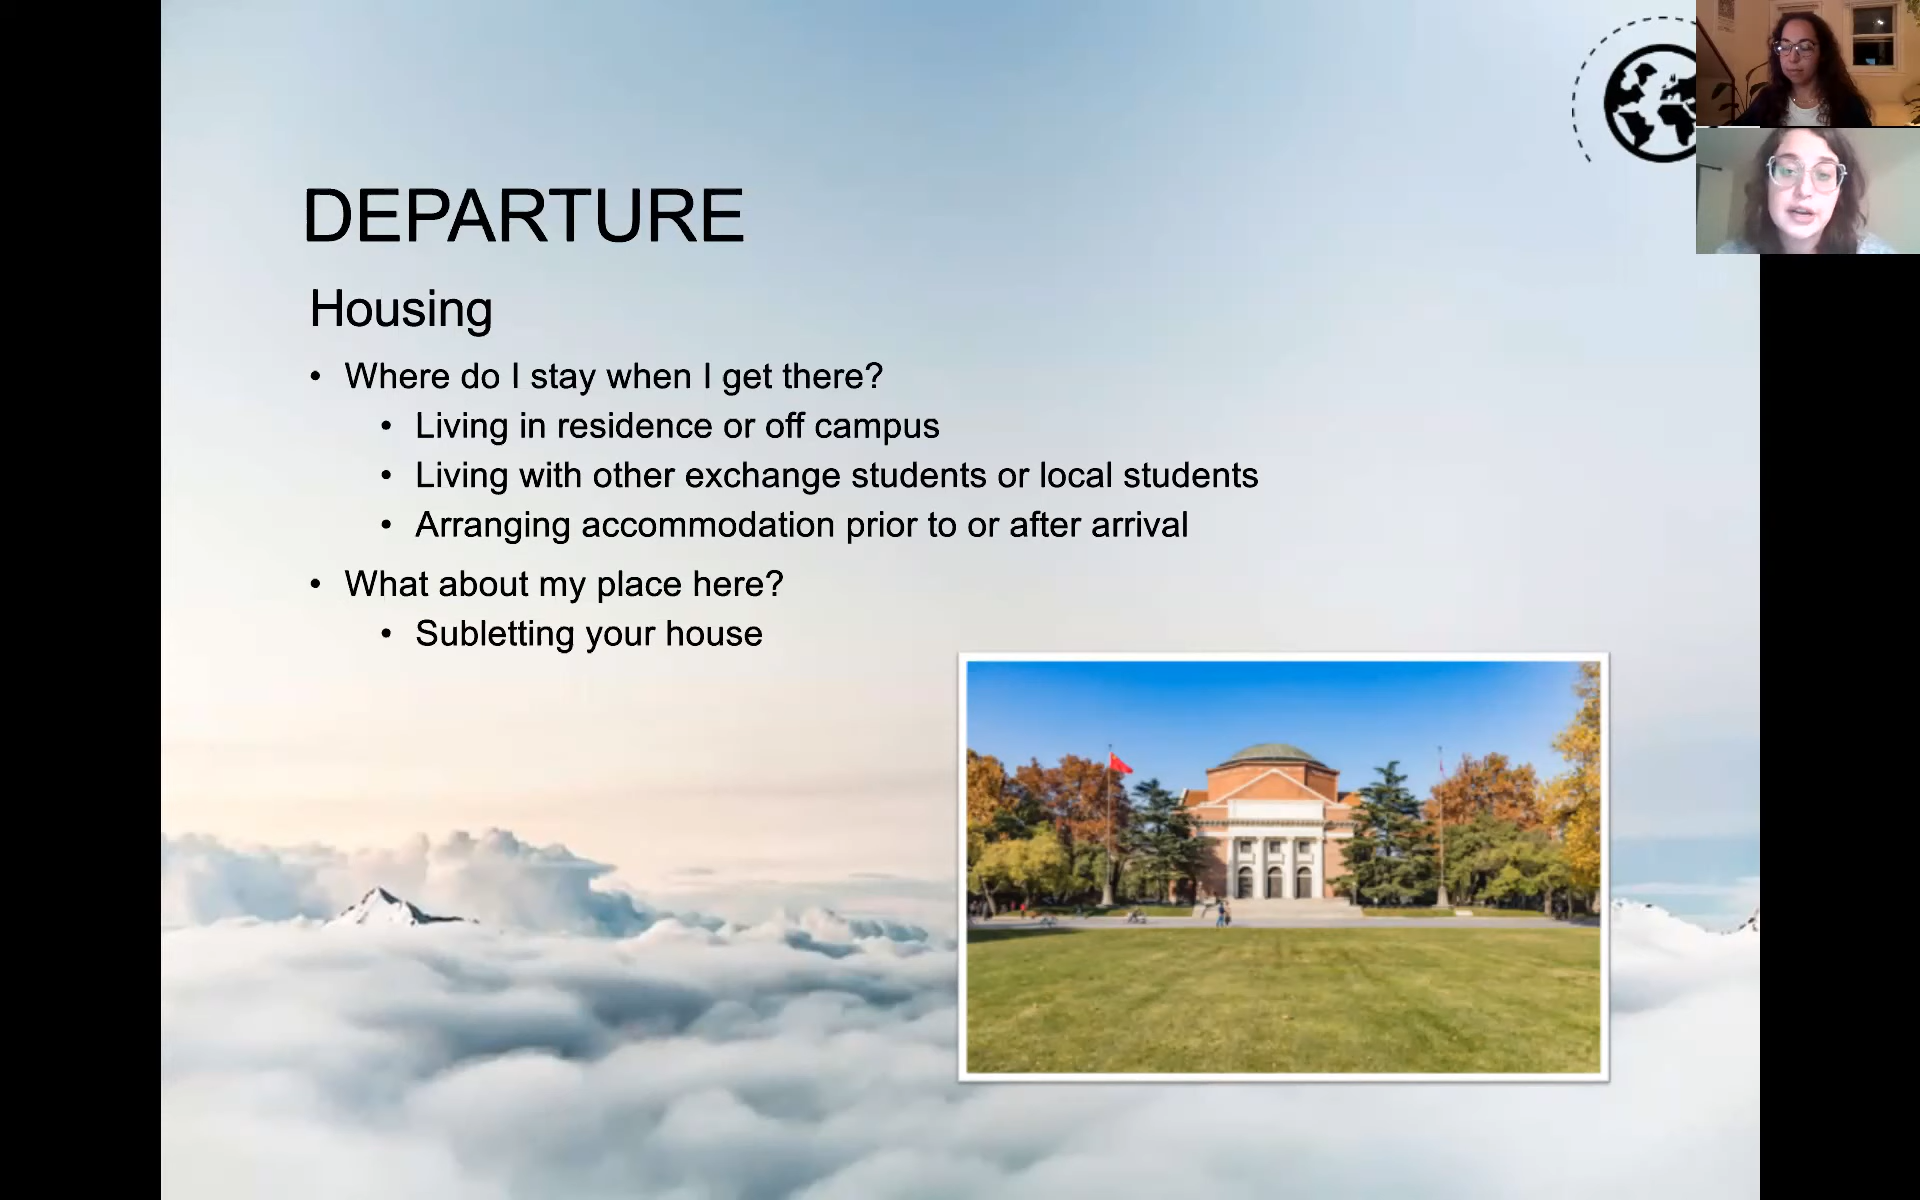 DEPARTURE
Housing
• Where do I stay when I get there?
• Living in residence or off campus
• Living with other exchange students or local students
• Arranging accommodation prior to or after arrival
• What about my place here?
• Subletting your house